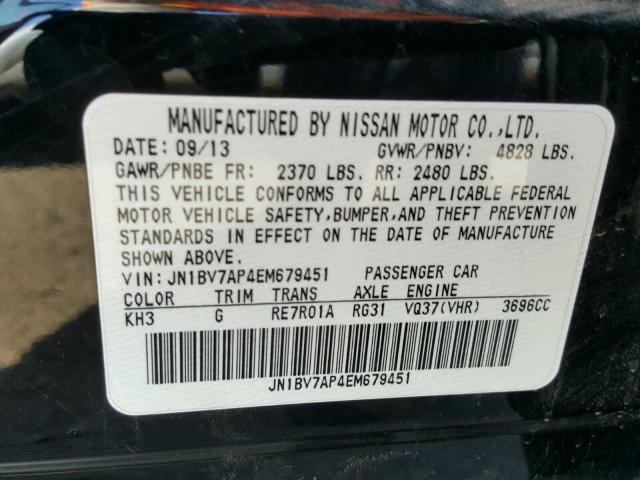 MANUFACTURED BY NISSAN MOTOR CO.,LTD.
DATE: 09/13 GVWR/PNBV: 4828 LBS.
GAWR/PNBE FR: 2370 LBS. RR: 2480 LBS.
THIS VEHICLE CONFORMS TO ALL APPLICABLE FEDERAL
MOTOR VEHICLE SAFETY,BUMPER,AND THEFT PREVENTION
STANDARDS IN EFFECT ON THE DATE OF MANUFACTURE
SHOWN ABOVE.
VIN:JN1BV7AP4EM679451 PASSENGER CAR
COLOR TRIM TRANS AXLE ENGINE
KH3 G RE7R01A RG31 VQ37(VHR) 3696CC
JN1BV7AP4EM679451